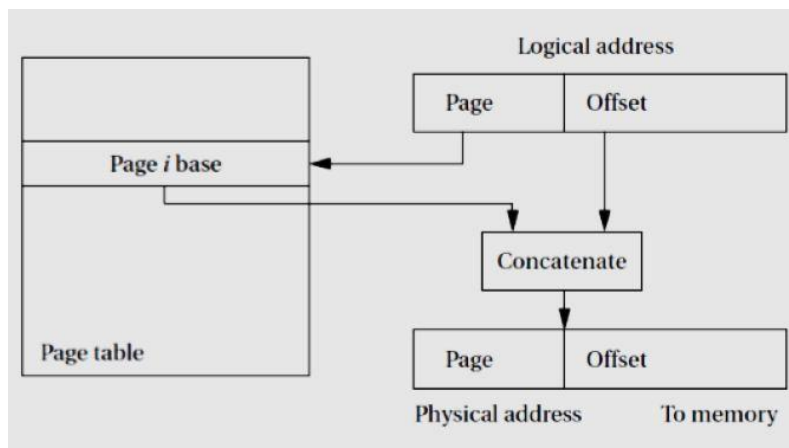 Logical address
Page Offset
Page i base
Concatenate
Page table
Page Offset
Physical address To memory